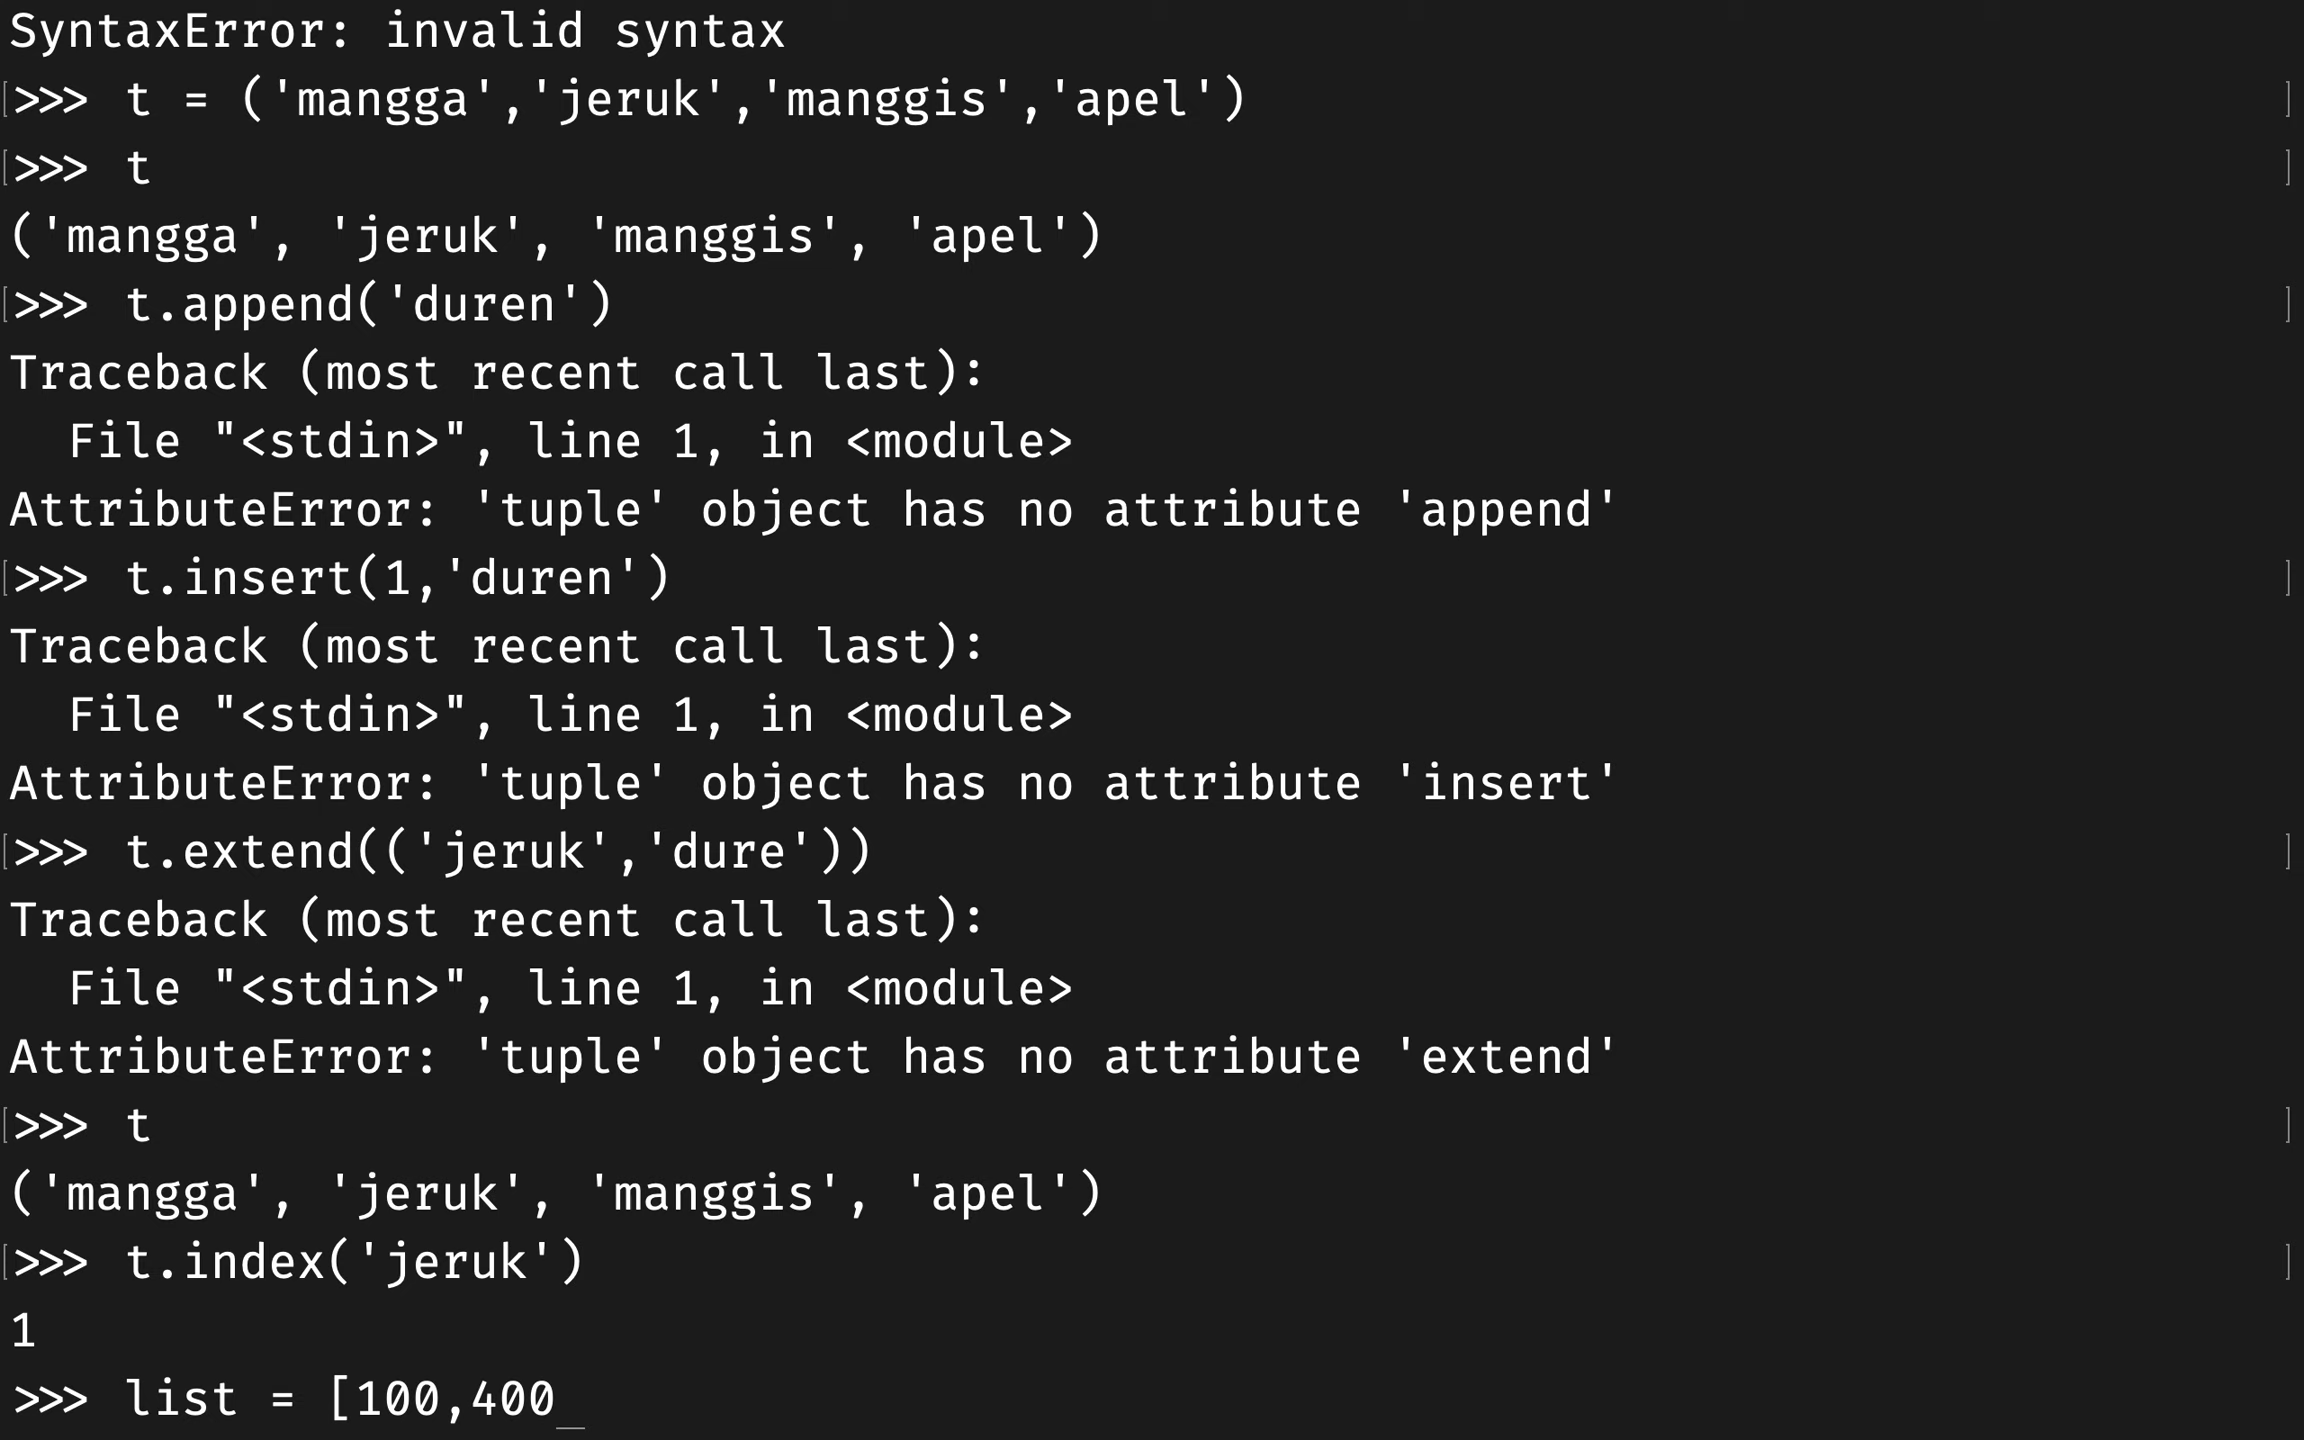 SyntaxError: invalid syntax
[>>> t = ('mangga','jeruk','manggis','apel') ]
[>>> t ]
('mangga', 'jeruk', 'manggis', 'apel')
[>>> t.append('duren') ]
Traceback (most recent call last):
  File "<stdin>", line 1, in <module>
AttributeError: 'tuple' object has no attribute 'append'
[>>> t.insert(1,'duren') ]
Traceback (most recent call last):
  File "<stdin>", line 1, in <module>
AttributeError: 'tuple' object has no attribute 'insert'
[>>> t.extend(('jeruk','dure')) ]
Traceback (most recent call last):
  File "<stdin>", line 1, in <module>
AttributeError: 'tuple' object has no attribute 'extend'
[>>> t ]
('mangga', 'jeruk', 'manggis', 'apel')
[>>> t.index('jeruk') ]
1
>>> list = [100,400_